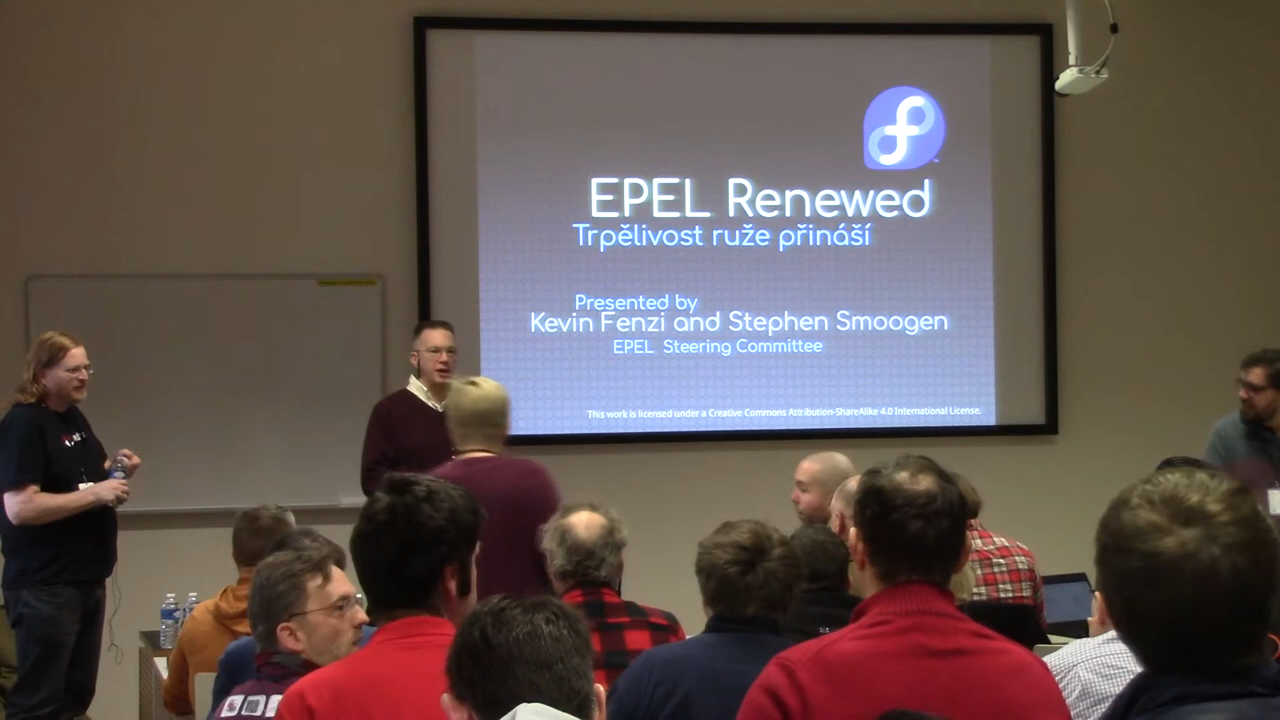 EPEL Renewed
Trpělivost ruže přináší
Presented by
Kevin Fenzi and Stephen Smoogen
EPEL Steering Committee
This work is licensed under a Creative Commons Attribution-ShareAlike 4.0 International License.